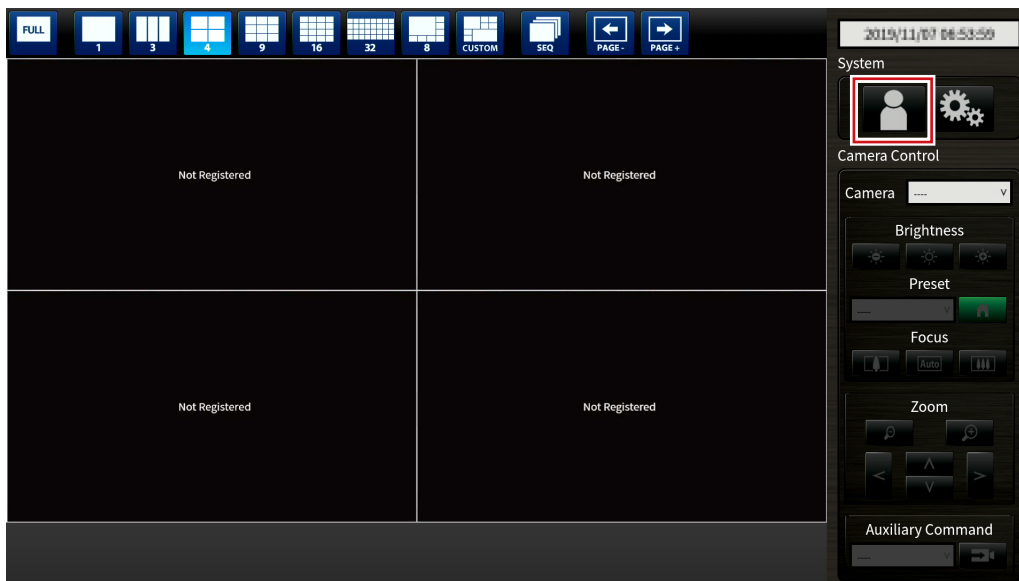 FULL
1
3
4
9
16
32
8
CUSTOM
SEQ
PAGE-
PAGE+
2019/11/07 06:53:59
System
Camera Control
Camera ---- v
Brightness
Preset
---- v
Focus
Auto
Zoom
Auxiliary Command
---- v
Not Registered
Not Registered
Not Registered
Not Registered